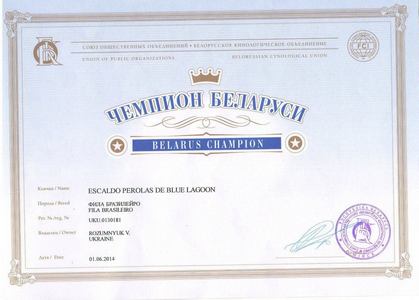 СОЮЗ ОБЩЕСТВЕННЫХ ОБЪЕДИНЕНИЙ • БЕЛОРУССКОЕ КИНОЛОГИЧЕСКОЕ ОБЪЕДИНЕНИЕ
UNION OF PUBLIC ORGANIZATIONS BELORUSSIAN CYNOLOGICAL UNION
FCI
ЧЕМПИОН БЕЛАРУСИ
BELARUS CHAMPION
Кличка / Name ESCALDO PEROLAS DE BLUE LAGOON
Порода / Breed ФИЛА БРАЗИЛЕЙРО
FILA BRASILEIRO
Рег. № /reg. № UKU.0110181
Владелец / Owner ROZUMNYUK V.
UKRAINE
Дата / Date 01.06.2014